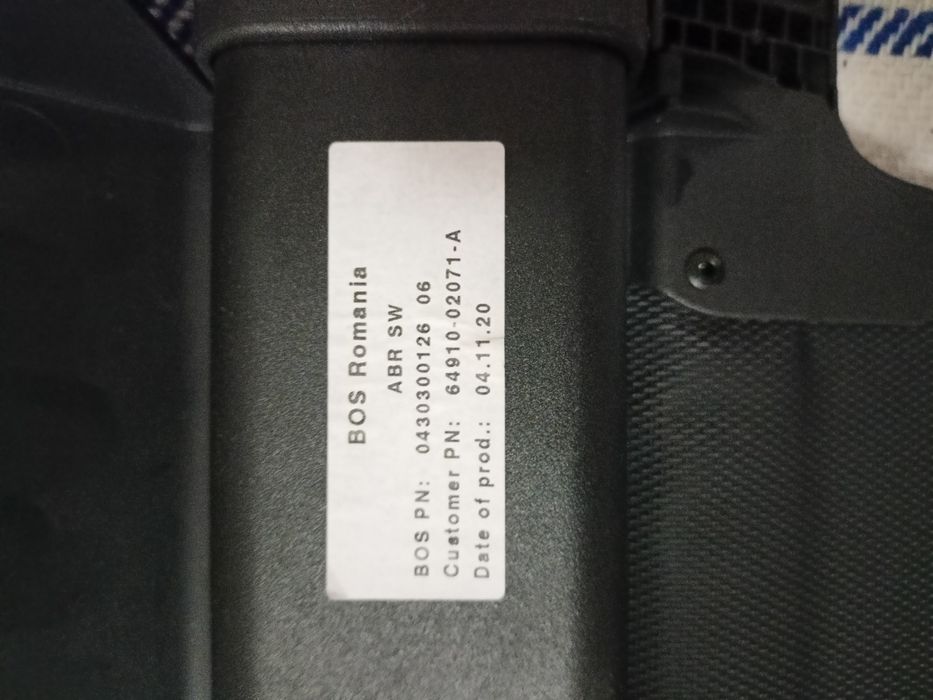 BOS Romania
ABR SW
BOS PN: 0430300126 06
Customer PN: 64910-02071-A
Date of prod.: 04.11.20